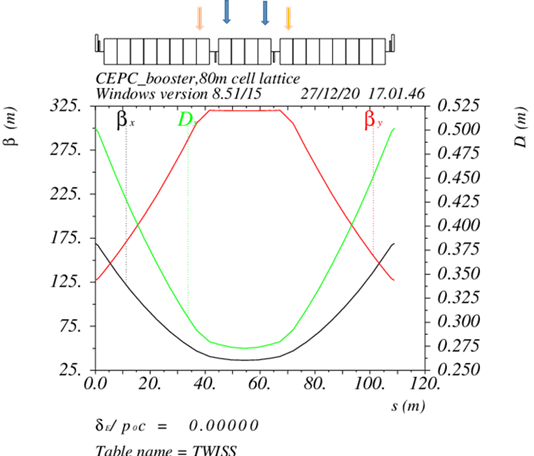 CEPC_booster,80m cell lattice
Windows version 8.51/15 27/12/20 17.01.46
β (m)
D (m)
325. 0.525
βx D βy
0.500
275. 0.475
0.450
225. 0.425
0.400
175. 0.375
0.350
125. 0.325
0.300
75. 0.275
25. 0.250
0.0 20. 40. 60. 80. 100. 120.
s (m)
δE/ p0c = 0.00000
Table name = TWISS